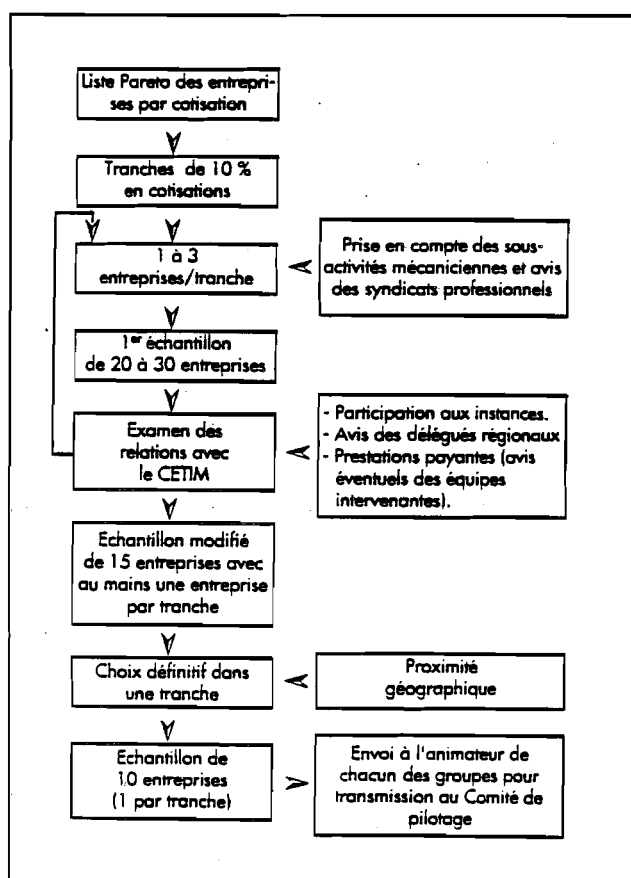 Liste Pareto des entrepri-
ses par cotisation
Tranches de 10 %
en cotisations
1 à 3
entreprises/tranche
Prise en compte des sous-
activités mécaniciennes et avis
des syndicats professionnels
1er échantillon
de 20 à 30 entreprises
Examen des
relations avec
le CETIM
- Participation aux instances.
- Avis des délégués régionaux
- Prestations payantes (avis
éventuels des équipes
intervenantes).
Echantillon modifié
de 15 entreprises avec
au mains une entreprise
par tranche
Choix définitif dans
une tranche
Proximité
géographique
Echantillon de
10 entreprises
(1 par tranche)
Envoi à l'animateur de
chacun des groupes pour
transmission au Comité de
pilotage